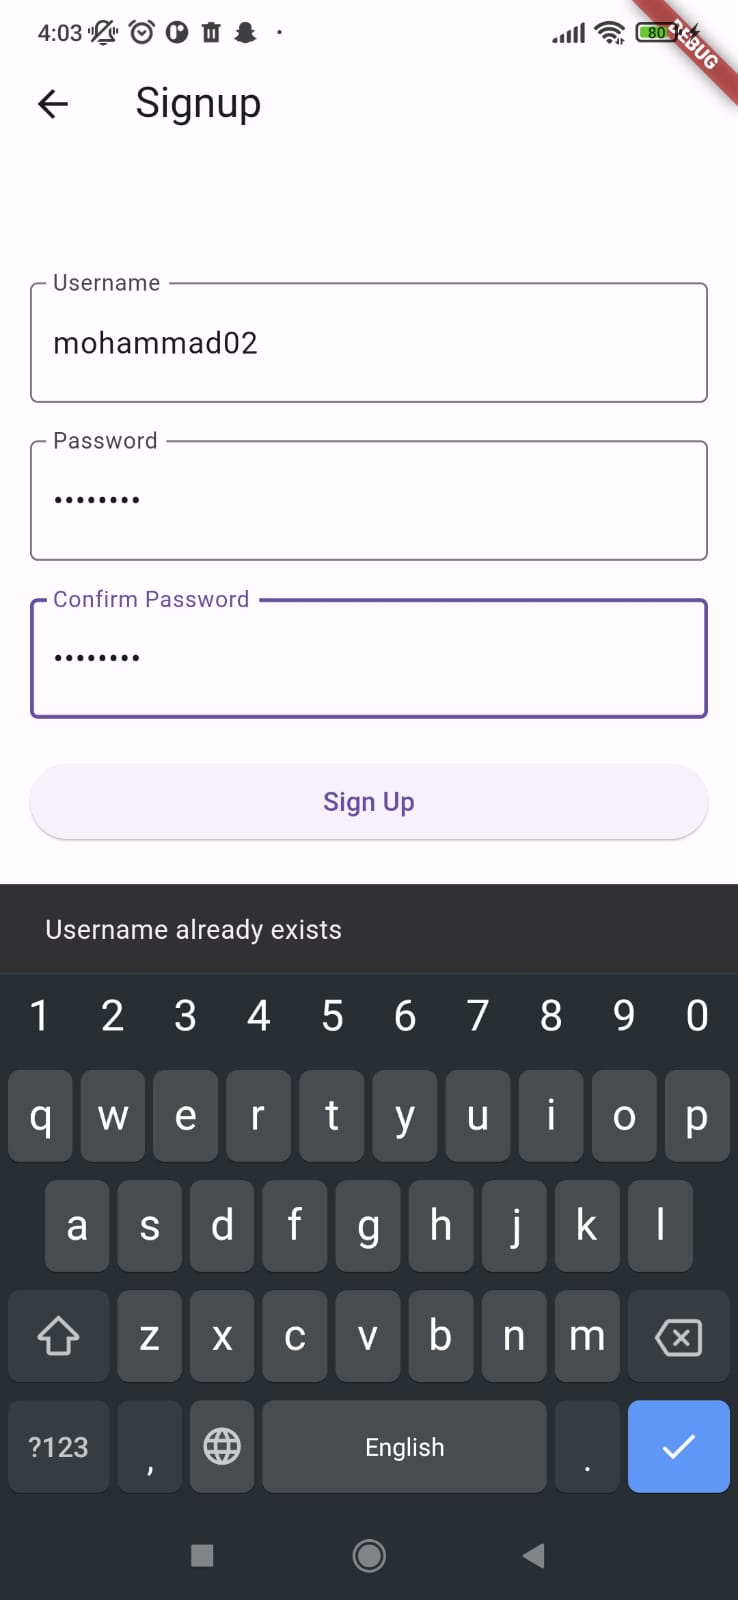 4:03
80
DEBUG
Signup
Username
mohammad02
Password
••••••••
Confirm Password
••••••••
Sign Up
Username already exists
1 2 3 4 5 6 7 8 9 0
q w e r t y u i o p
a s d f g h j k l
z x c v b n m
?123 , English .